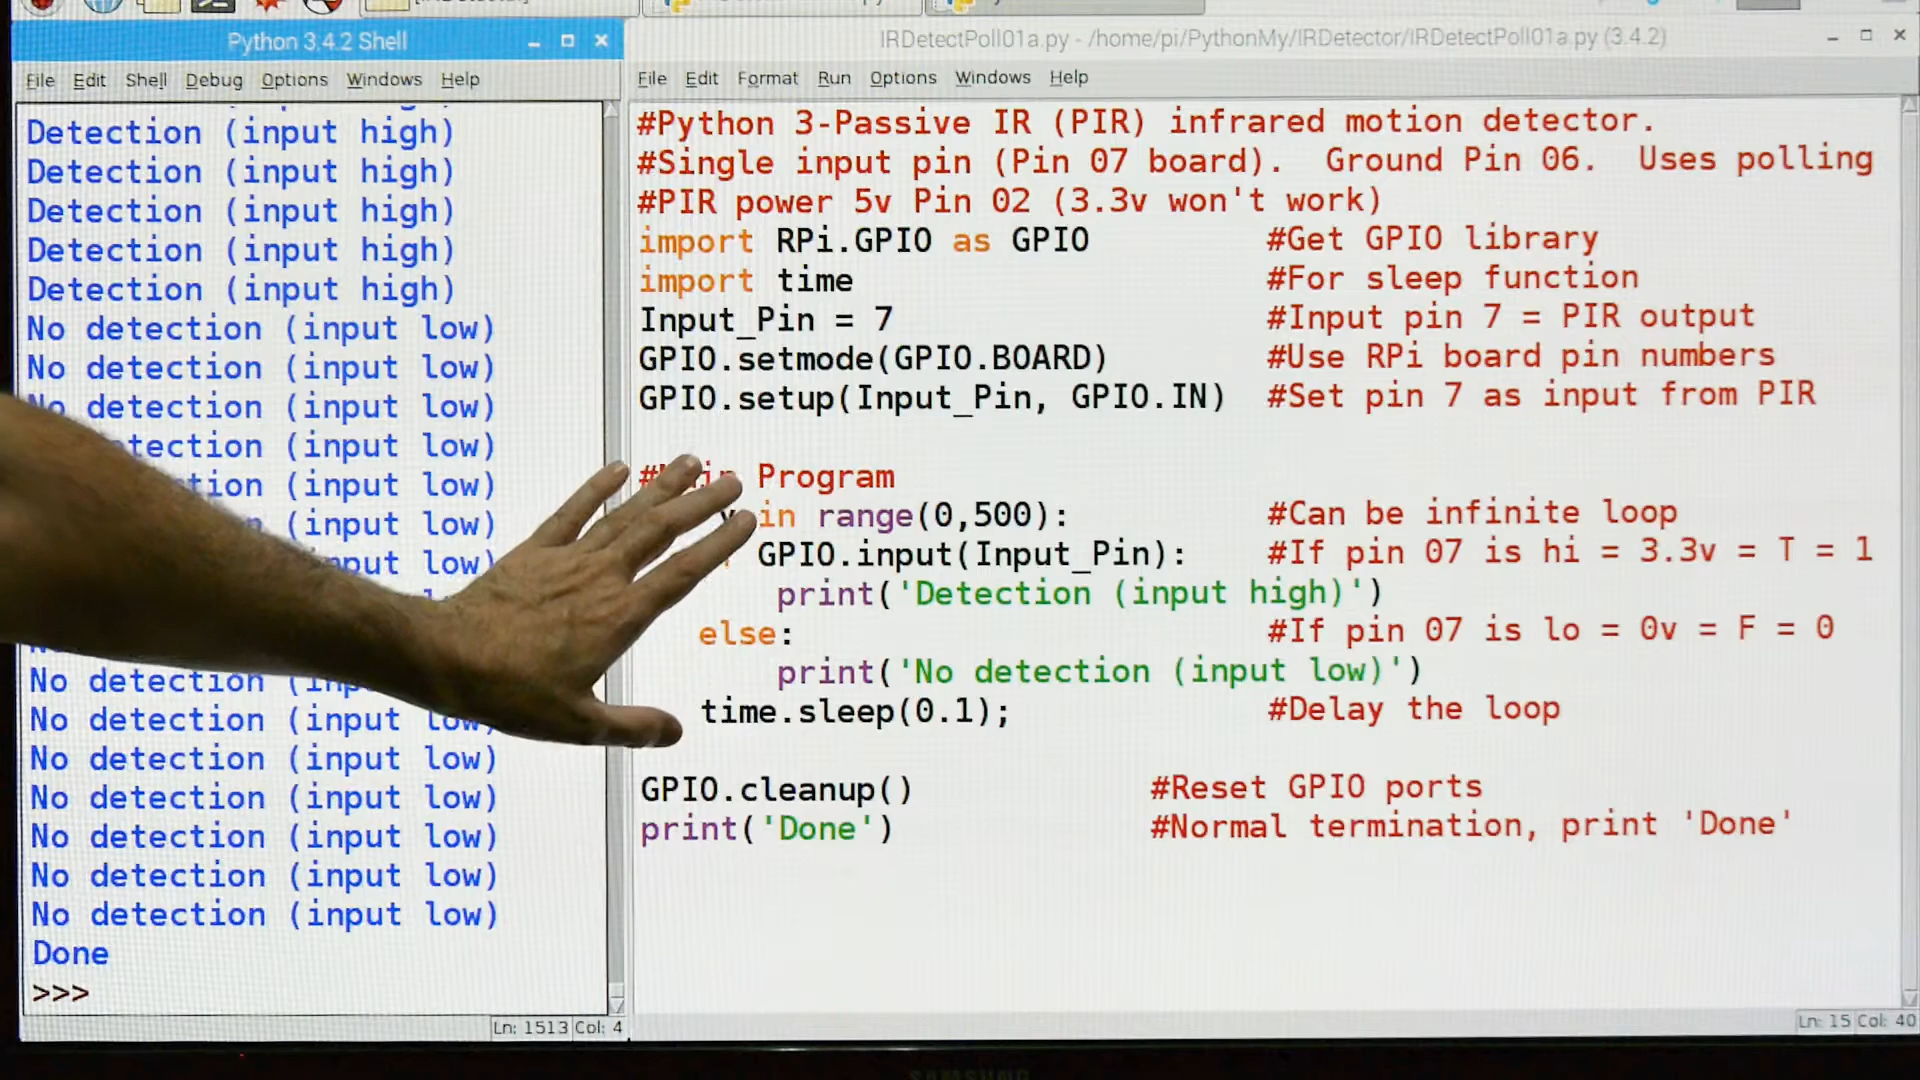 Python 3.4.2 Shell
File Edit Shell Debug Options Windows Help
Detection (input high)
Detection (input high)
Detection (input high)
Detection (input high)
Detection (input high)
No detection (input low)
No detection (input low)
detection (input low)
(input low)
low)
low)
low)
No detection
No detection (input low)
No detection (input low)
No detection (input low)
No detection (input low)
No detection (input low)
No detection (input low)
Done
>>>
Ln: 1513 Col: 4
IRDetectPoll01a.py - /home/pi/PythonMy/IRDetector/IRDetectPoll01a.py (3.4.2)
File Edit Format Run Options Windows Help
#Python 3-Passive IR (PIR) infrared motion detector.
#Single input pin (Pin 07 board). Ground Pin 06. Uses polling
#PIR power 5v Pin 02 (3.3v won't work)
import RPi.GPIO as GPIO #Get GPIO library
import time #For sleep function
Input_Pin = 7 #Input pin 7 = PIR output
GPIO.setmode(GPIO.BOARD) #Use RPi board pin numbers
GPIO.setup(Input_Pin, GPIO.IN) #Set pin 7 as input from PIR
Program
in range(0,500): #Can be infinite loop
GPIO.input(Input_Pin): #If pin 07 is hi = 3.3v = T = 1
print('Detection (input high)')
else: #If pin 07 is lo = 0v = F = 0
print('No detection (input low)')
time.sleep(0.1); #Delay the loop
GPIO.cleanup() #Reset GPIO ports
print('Done') #Normal termination, print 'Done'
Ln: 15 Col: 40
SAMSUNG